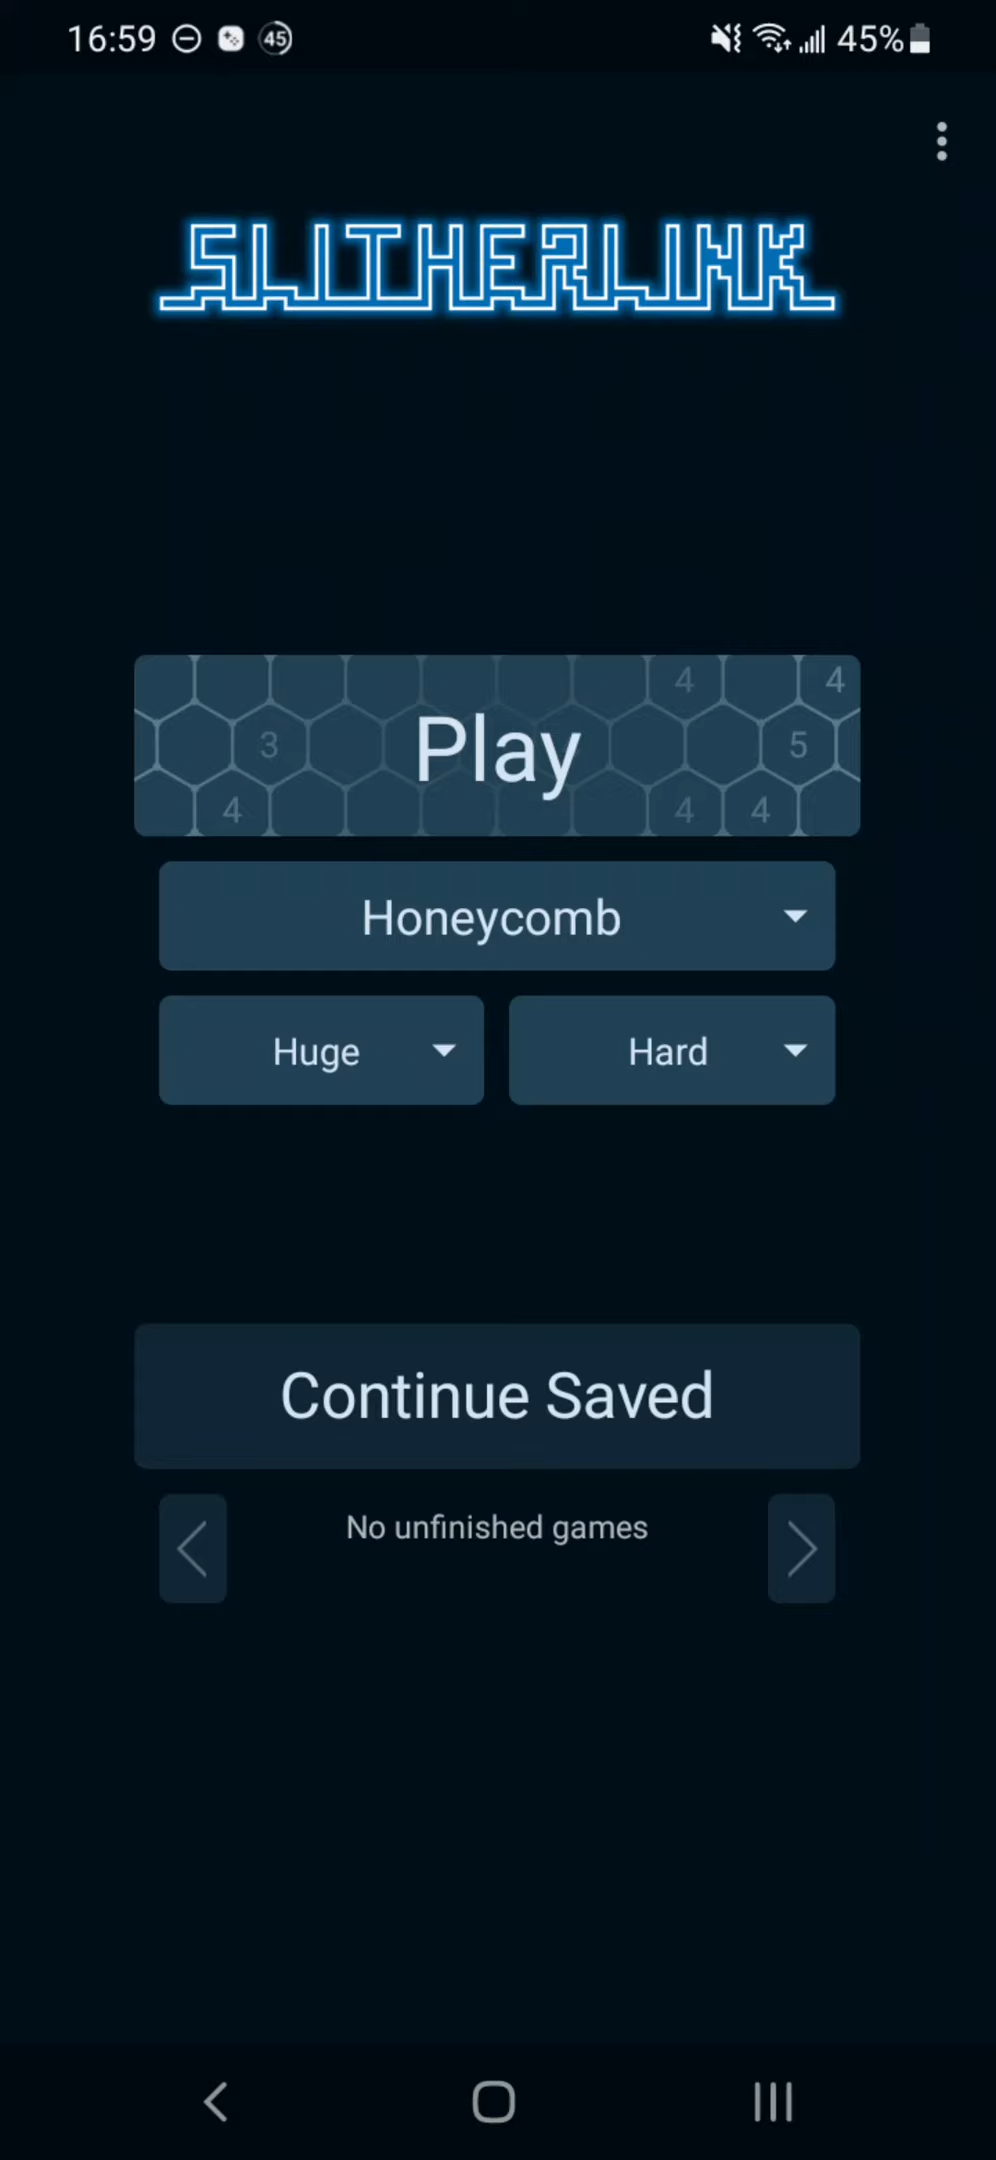 16:59 45 45%
SLITHERLINK
4 4
3 Play 5
4 4 4
Honeycomb
Huge Hard
Continue Saved
No unfinished games